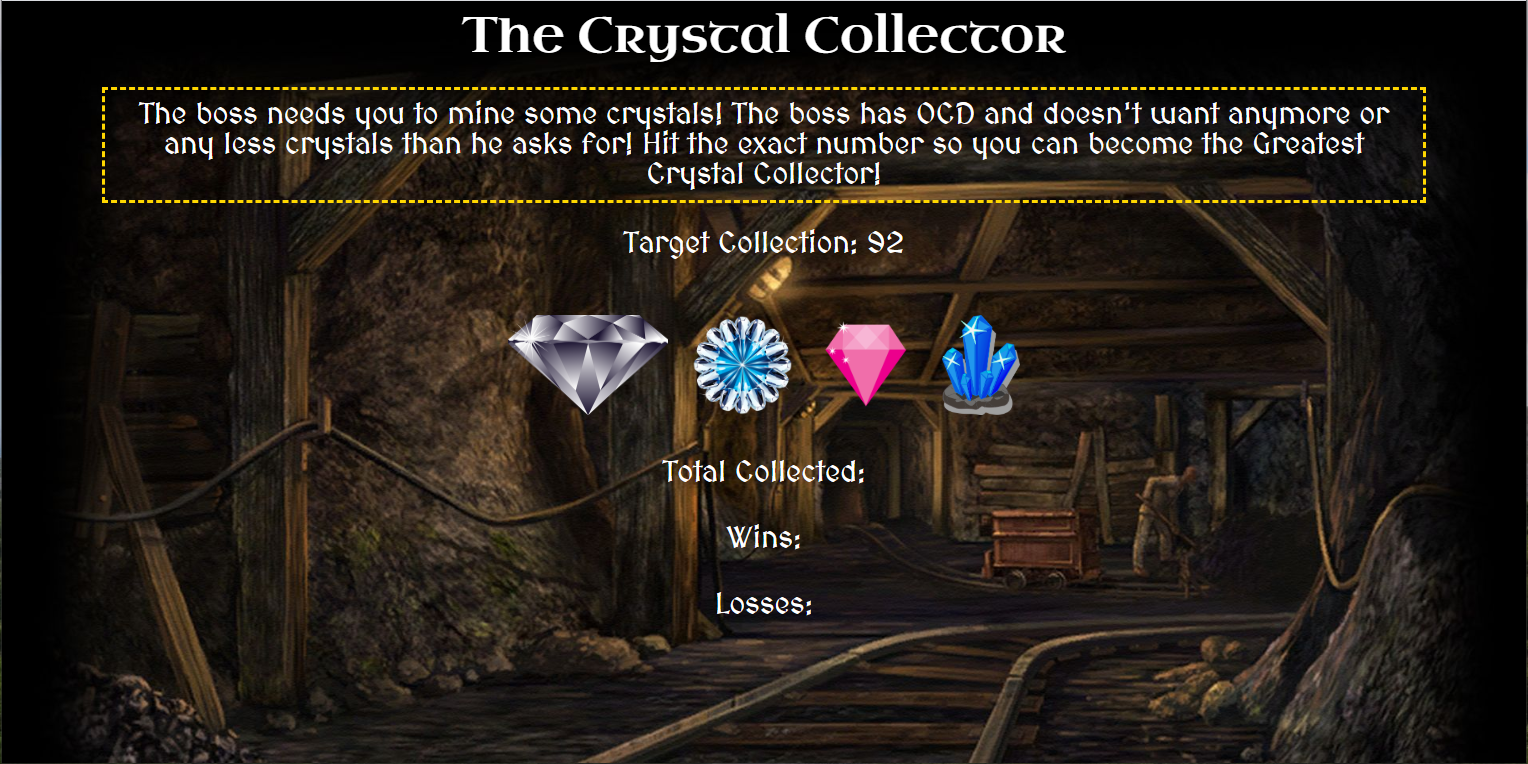 The Crystal Collector
The boss needs you to mine some crystals! The boss has OCD and doesn't want anymore or
any less crystals than he asks for! Hit the exact number so you can become the Greatest
Crystal Collector!
Target Collection: 92
Total Collected:
Wins:
Losses: